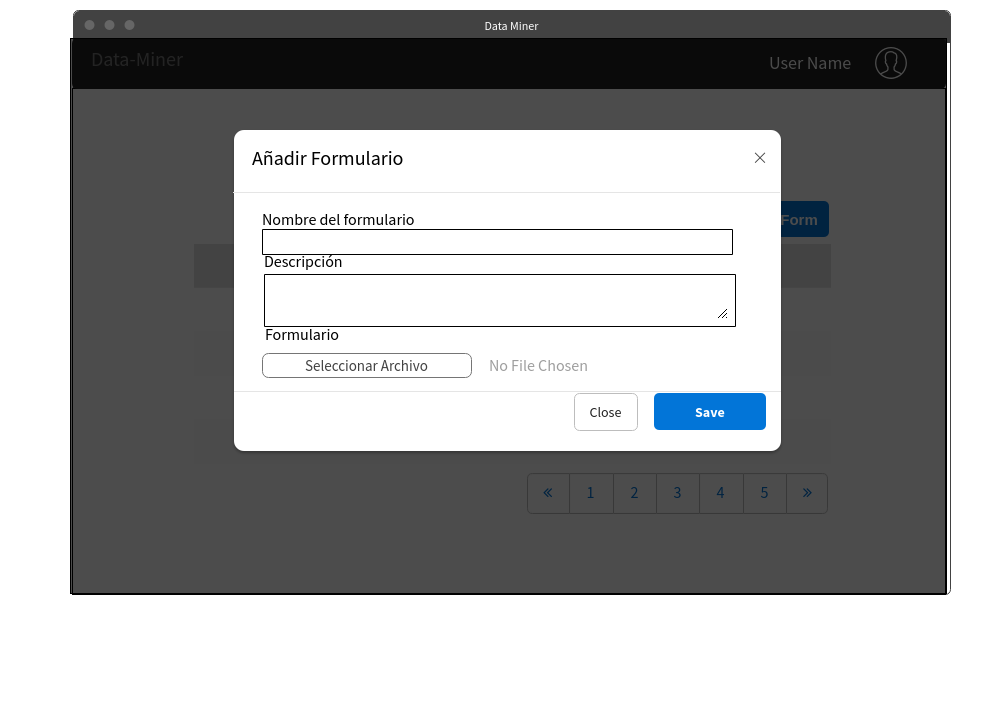 Data Miner
Data-Miner
User Name
Añadir Formulario
Nombre del formulario
Form
Descripción
Formulario
Seleccionar Archivo No File Chosen
Close Save
« 1 2 3 4 5 »